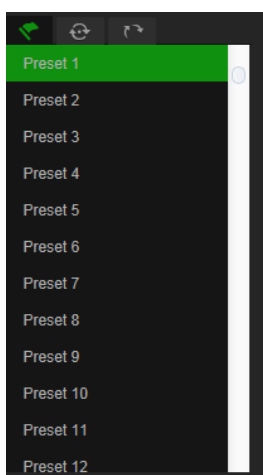 Preset 1
Preset 2
Preset 3
Preset 4
Preset 5
Preset 6
Preset 7
Preset 8
Preset 9
Preset 10
Preset 11
Preset 12